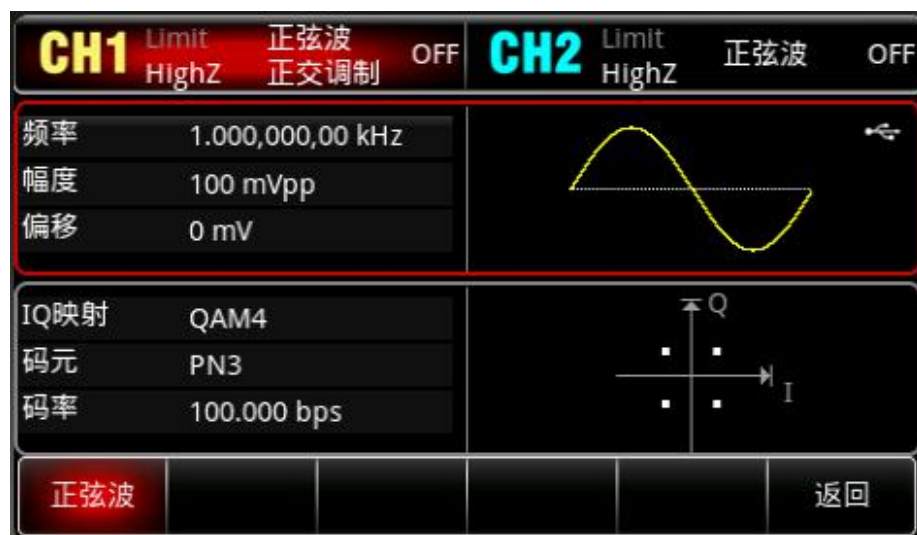 CH1 Limit HighZ 正弦波 正交调制 OFF CH2 Limit HighZ 正弦波 OFF
频率 1.000,000,00 kHz
幅度 100 mVpp
偏移 0 mV
IQ映射 QAM4
码元 PN3
码率 100.000 bps
Q
I
正弦波 返回